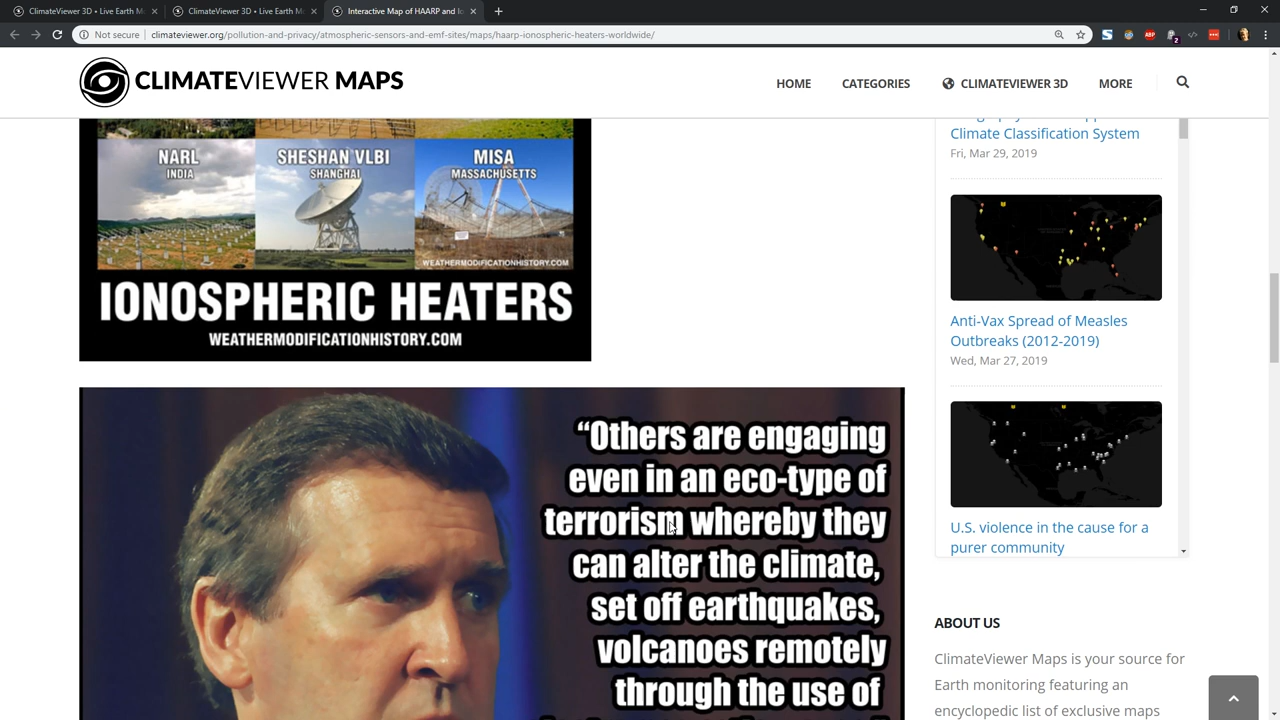 ClimateViewer 3D • Live Earth M
ClimateViewer 3D • Live Earth M
Interactive Map of HAARP and Io
Not secure
climateviewer.org/pollution-and-privacy/atmospheric-sensors-and-emf-sites/maps/haarp-ionospheric-heaters-worldwide/
CLIMATEVIEWER MAPS
HOME
CATEGORIES
CLIMATEVIEWER 3D
MORE
NARL
INDIA
SHESHAN VLBI
SHANGHAI
MISA
MASSACHUSETTS
WEATHERMODIFICATIONHISTORY.COM
IONOSPHERIC HEATERS
WEATHERMODIFICATIONHISTORY.COM
“Others are engaging
even in an eco-type of
terrorism whereby they
can alter the climate,
set off earthquakes,
volcanoes remotely
through the use of
Climate Classification System
Fri, Mar 29, 2019
Anti-Vax Spread of Measles
Outbreaks (2012-2019)
Wed, Mar 27, 2019
U.S. violence in the cause for a
purer community
ABOUT US
ClimateViewer Maps is your source for
Earth monitoring featuring an
encyclopedic list of exclusive maps